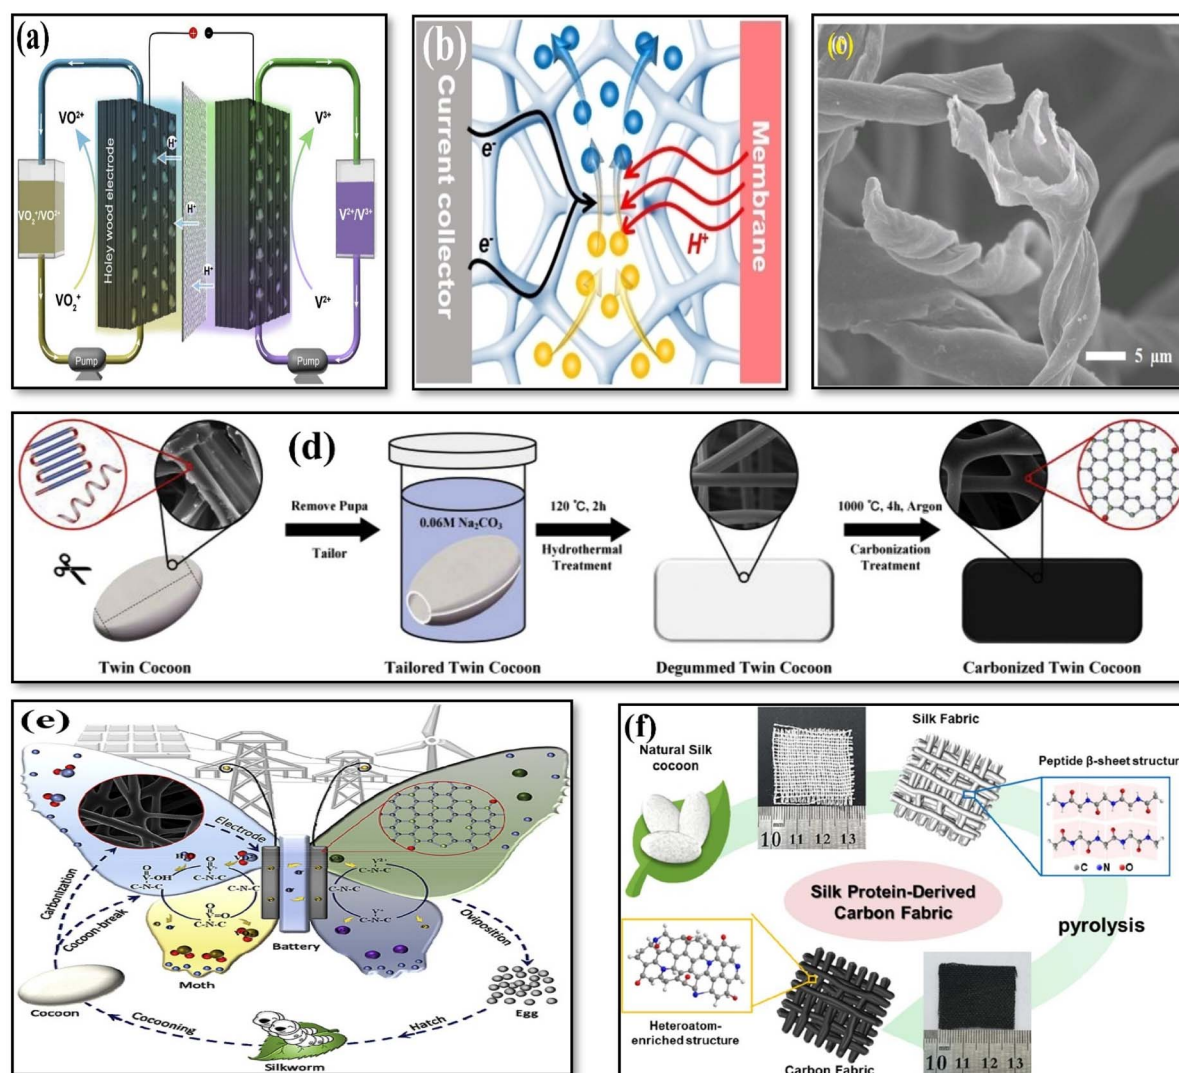 (a)
VO²⁺
V³⁺
H⁺
VO₂⁺/VO²⁺
Holey wood electrode
H⁺
V²⁺/V³⁺
H⁺
VO₂⁺
V²⁺
Pump
Pump
(b)
Current collector
e⁻
e⁻
H⁺
Membrane
5 μm
(d)
Remove Pupa
Tailor
0.06M Na₂CO₃
120 ℃, 2h
Hydrothermal
Treatment
1000 ℃, 4h, Argon
Carbonization
Treatment
Twin Cocoon
Tailored Twin Cocoon
Degummed Twin Cocoon
Carbonized Twin Cocoon
(e)
Electrode
Carbonization
Cocoon-break
C-N-C
C-N-C
C-N-C
C-N-C
C-N-C
C-N-C
Battery
Oviposition
Moth
Cocoon
Cocooning
Silkworm
Hatch
Egg
(f)
Natural Silk
cocoon
Silk Fabric
Peptide β-sheet structure
10 11 12 13
C N O
Silk Protein-Derived
Carbon Fabric
pyrolysis
Heteroatom-
enriched structure
Carbon Fabric
10 11 12 13